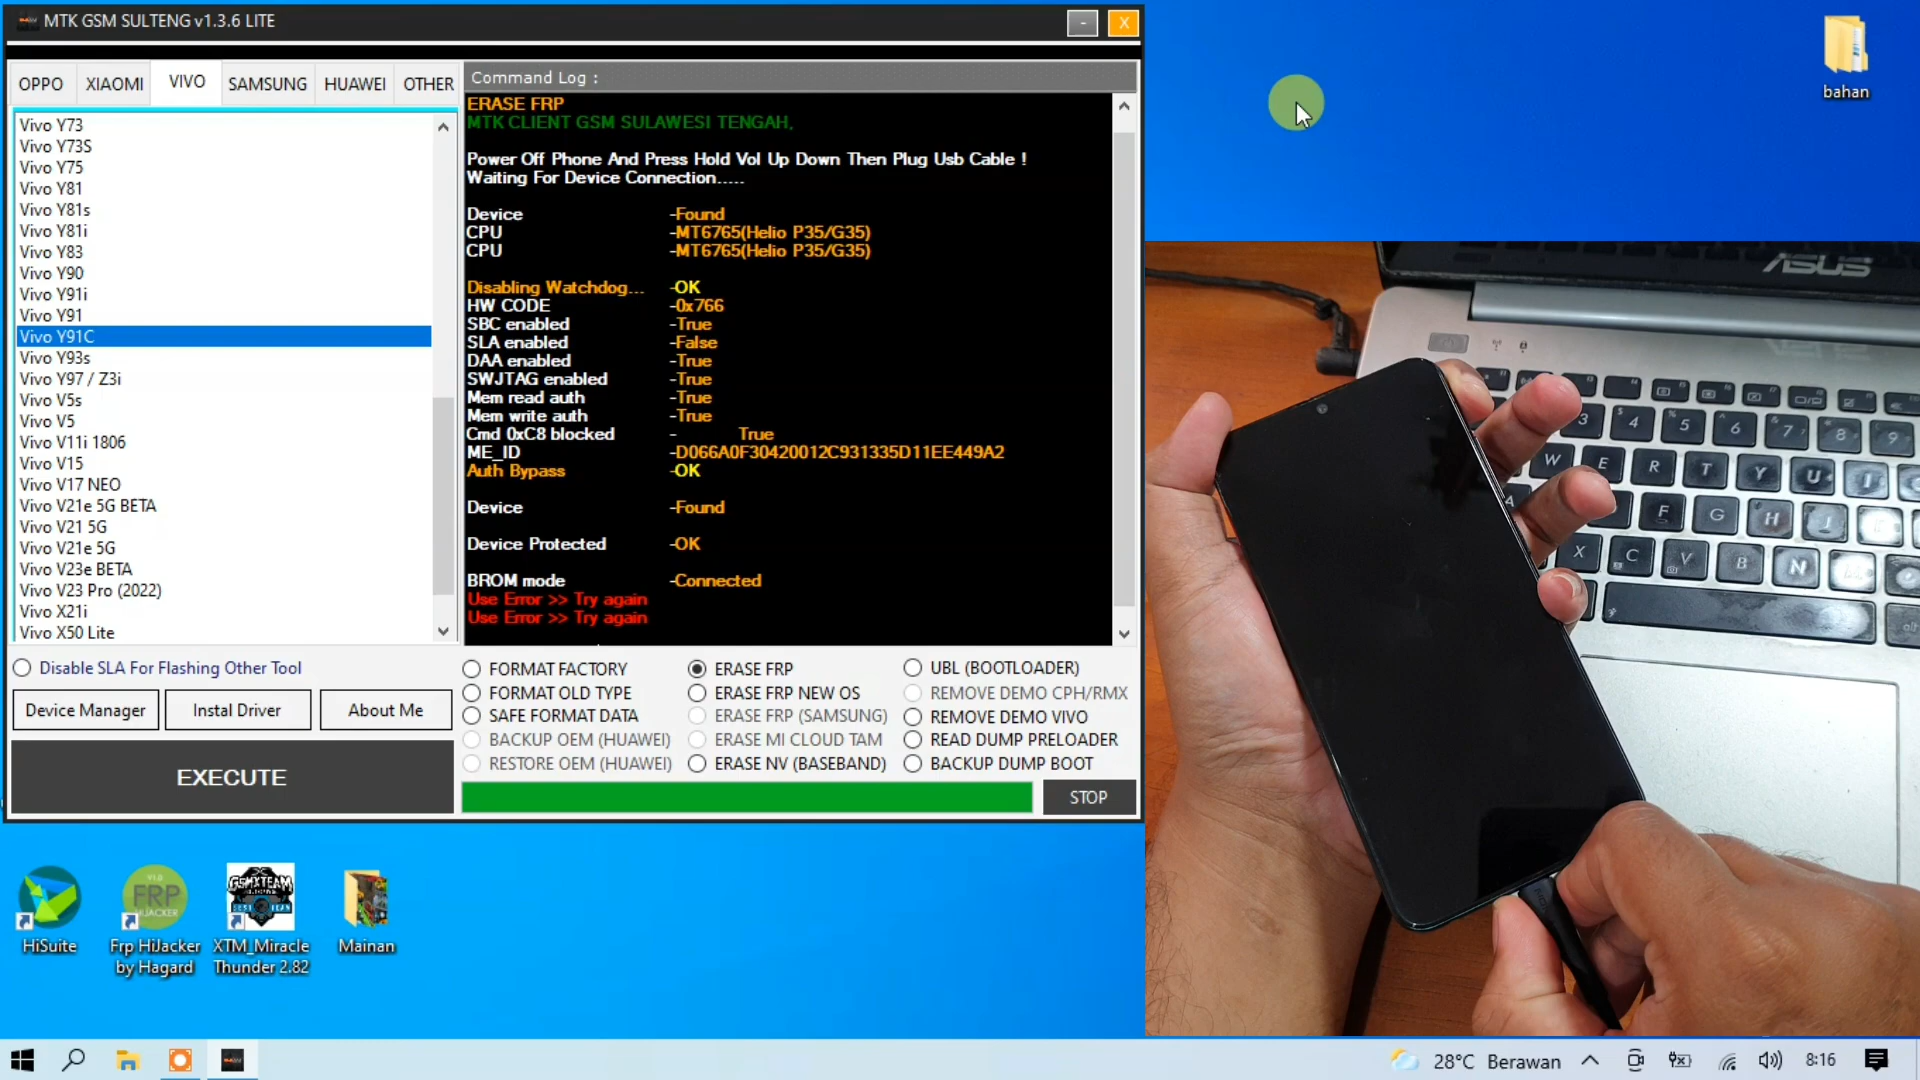 MTK GSM SULTENG v1.3.6 LITE
-
X
OPPO
XIAOMI
VIVO
SAMSUNG
HUAWEI
OTHER
Vivo Y73
Vivo Y73S
Vivo Y75
Vivo Y81
Vivo Y81s
Vivo Y81i
Vivo Y83
Vivo Y90
Vivo Y91i
Vivo Y91
Vivo Y91C
Vivo Y93s
Vivo Y97 / Z3i
Vivo V5s
Vivo V5
Vivo V11i 1806
Vivo V15
Vivo V17 NEO
Vivo V21e 5G BETA
Vivo V21 5G
Vivo V21e 5G
Vivo V23e BETA
Vivo V23 Pro (2022)
Vivo X21i
Vivo X50 Lite
Command Log :
ERASE FRP
MTK CLIENT GSM SULAWESI TENGAH,
Power Off Phone And Press Hold Vol Up Down Then Plug Usb Cable !
Waiting For Device Connection.....
Device -Found
CPU -MT6765(Helio P35/G35)
CPU -MT6765(Helio P35/G35)
Disabling Watchdog... -OK
HW CODE -0x766
SBC enabled -True
SLA enabled -False
DAA enabled -True
SWJTAG enabled -True
Mem read auth -True
Mem write auth -True
Cmd 0xC8 blocked - True
ME_ID -D066A0F30420012C931335D11EE449A2
Auth Bypass -OK
Device -Found
Device Protected -OK
BROM mode -Connected
Use Error >> Try again
Use Error >> Try again
Disable SLA For Flashing Other Tool
Device Manager
Instal Driver
About Me
EXECUTE
FORMAT FACTORY
FORMAT OLD TYPE
SAFE FORMAT DATA
BACKUP OEM (HUAWEI)
RESTORE OEM (HUAWEI)
ERASE FRP
ERASE FRP NEW OS
ERASE FRP (SAMSUNG)
ERASE MI CLOUD TAM
ERASE NV (BASEBAND)
UBL (BOOTLOADER)
REMOVE DEMO CPH/RMX
REMOVE DEMO VIVO
READ DUMP PRELOADER
BACKUP DUMP BOOT
STOP
bahan
ASUS
3 4 5 6 7 8 9
W E R T Y U I
A F G H J
X C V B N
HiSuite
FRP
HIJACKER
Frp HiJacker
by Hagard
GSMXTEAM
XTM_Miracle
Thunder 2.82
Mainan
28°C Berawan
8:16